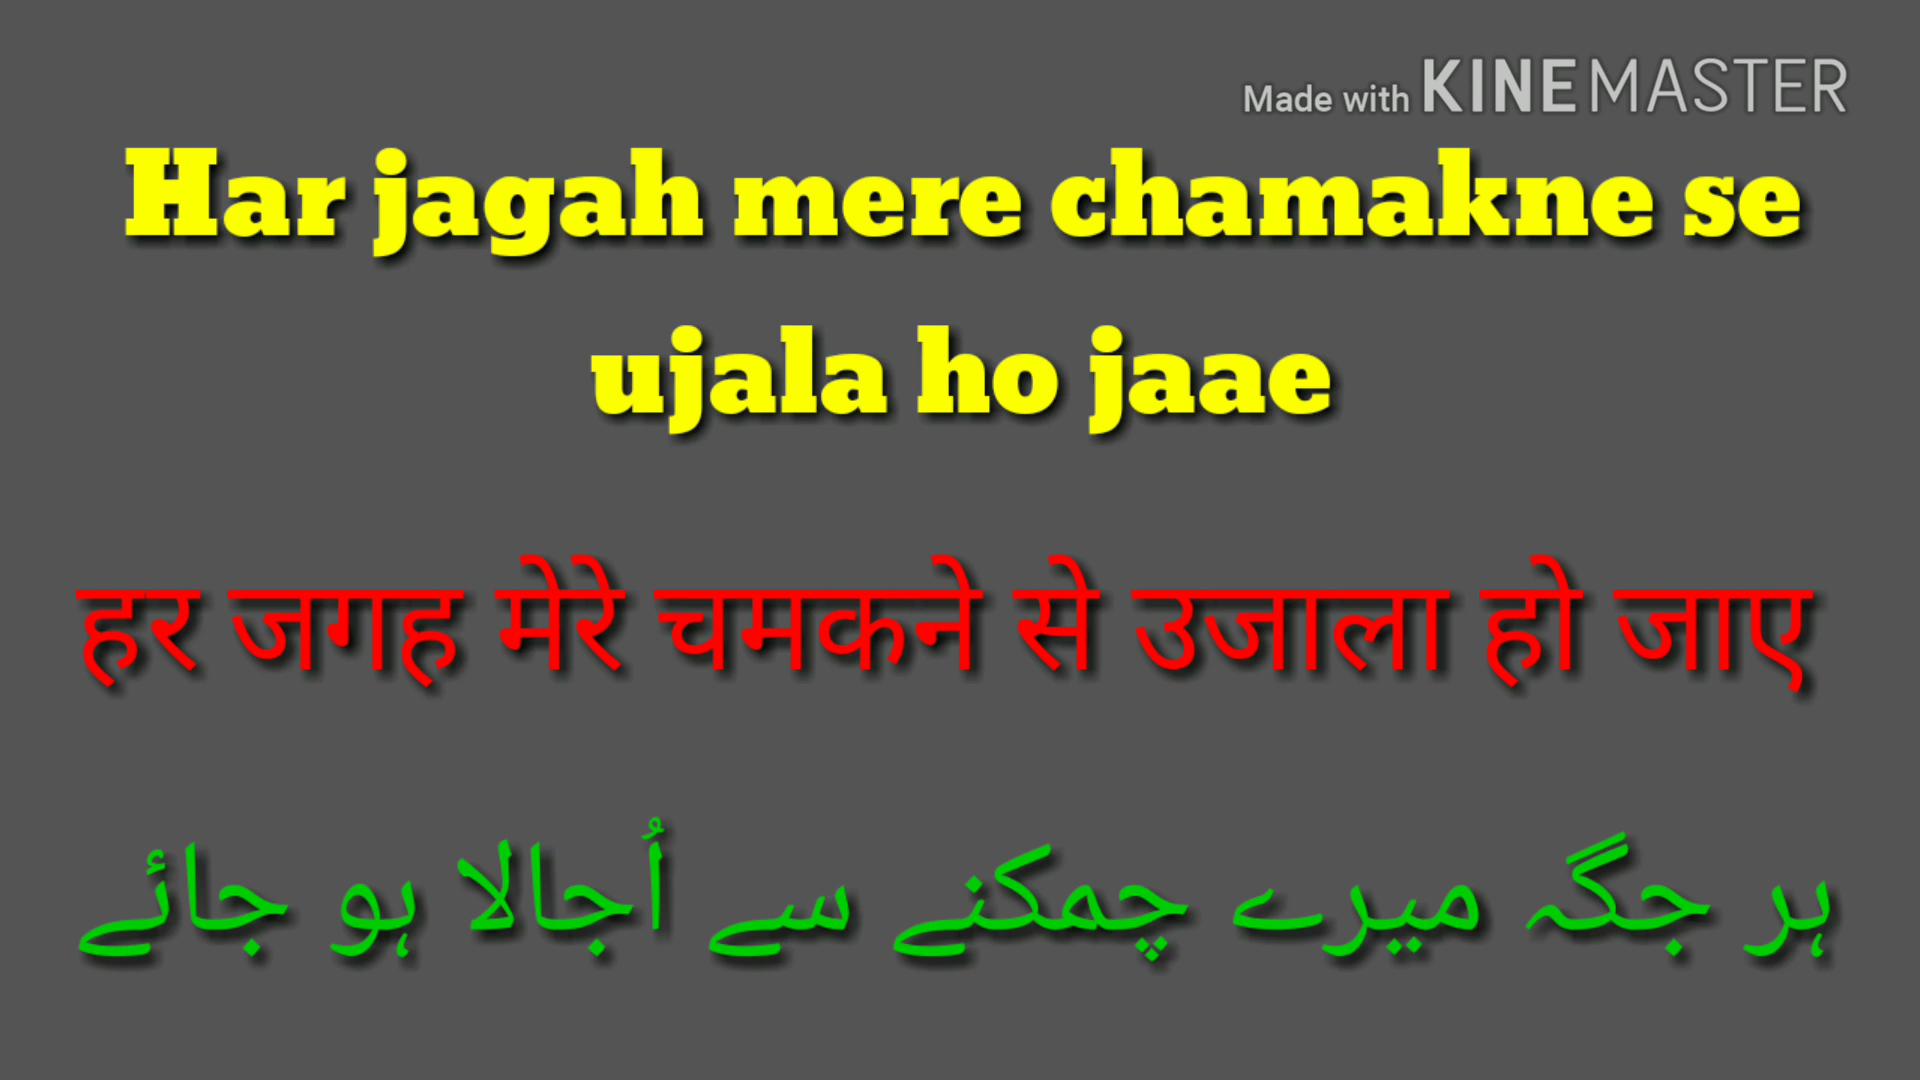 Made with KINEMASTER
Har jagah mere chamakne se
ujala ho jaae
हर जगह मेरे चमकने से उजाला हो जाए
ہر جگہ میرے چمکنے سے اُجالا ہو جائے